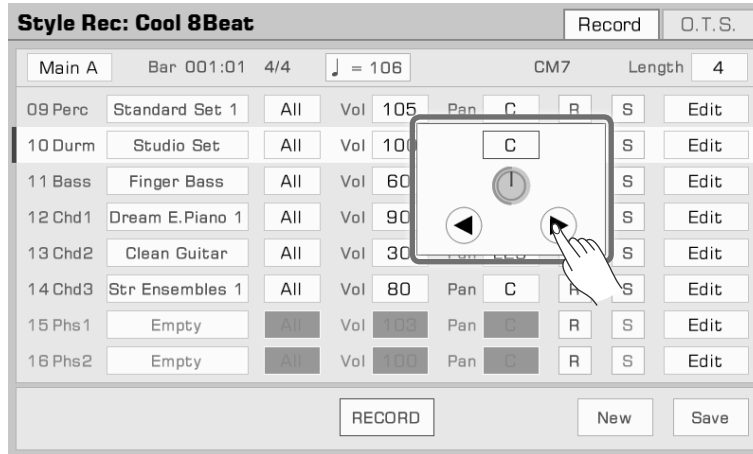 Style Rec: Cool 8Beat Record O.T.S.
Main A Bar 001:01 4/4 ♩ = 106 CM7 Length 4
09 Perc Standard Set 1 All Vol 105 Pan C R S Edit
10 Durm Studio Set All Vol 100 C S Edit
11 Bass Finger Bass All Vol 60 S Edit
12 Chd1 Dream E.Piano 1 All Vol 90 S Edit
13 Chd2 Clean Guitar All Vol 30 S Edit
14 Chd3 Str Ensembles 1 All Vol 80 Pan C R S Edit
15 Phs1 Empty All Vol 103 Pan C R S Edit
16 Phs2 Empty All Vol 100 Pan C R S Edit
RECORD New Save